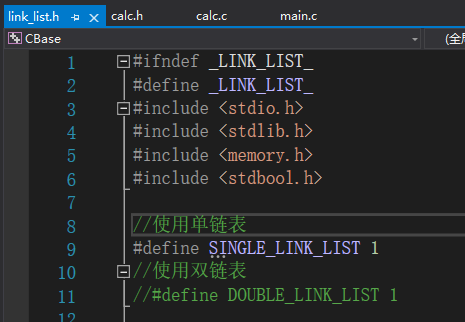 link_list.h calc.h calc.c main.c
CBase (全局
1 #ifndef _LINK_LIST_
2 #define _LINK_LIST_
3 #include <stdio.h>
4 #include <stdlib.h>
5 #include <memory.h>
6 #include <stdbool.h>
7
8 //使用单链表
9 #define SINGLE_LINK_LIST 1
10 //使用双链表
11 //#define DOUBLE_LINK_LIST 1
12